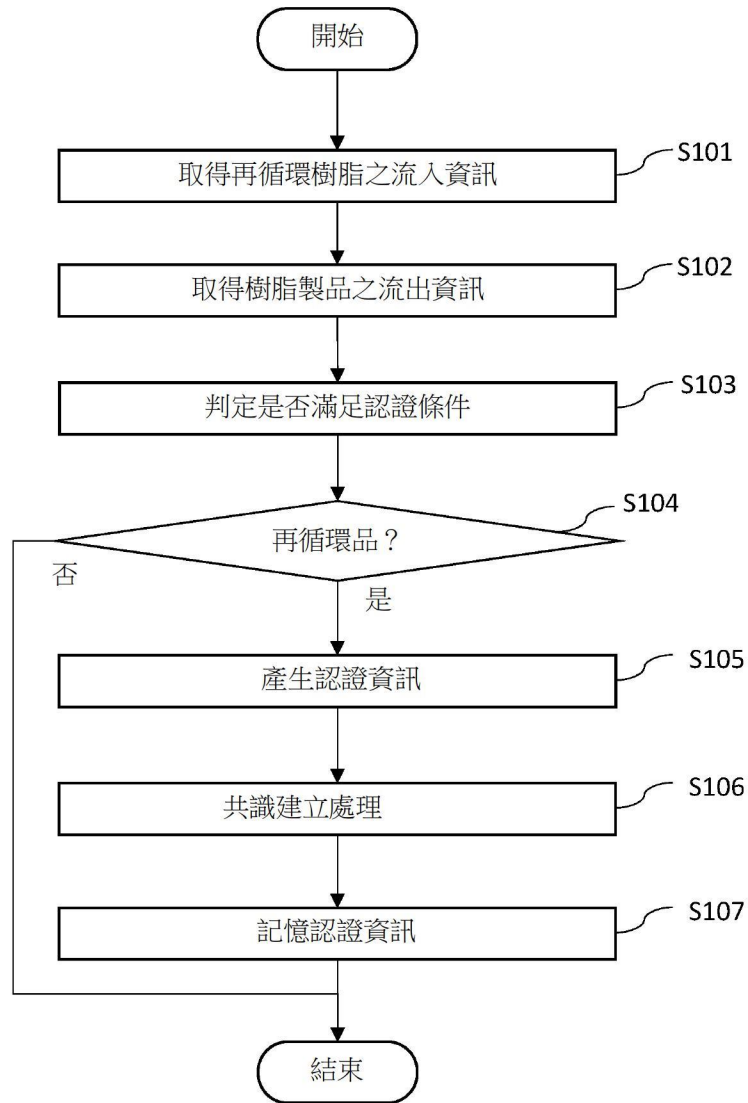 開始
取得再循環樹脂之流入資訊
S101
取得樹脂製品之流出資訊
S102
判定是否滿足認證條件
S103
再循環品？
S104
否
是
產生認證資訊
S105
共識建立處理
S106
記憶認證資訊
S107
結束